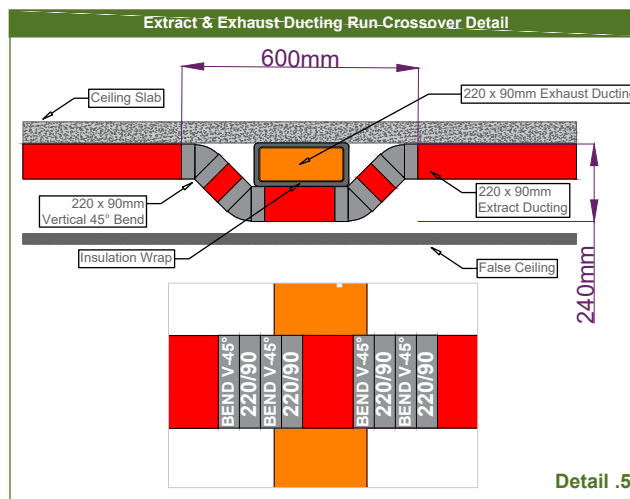 Extract & Exhaust Ducting Run Crossover Detail
600mm
Ceiling Slab
220 x 90mm Exhaust Ducting
220 x 90mm
Vertical 45° Bend
220 x 90mm
Extract Ducting
Insulation Wrap
False Ceiling
240mm
BEND V-45°
220/90
BEND V-45°
220/90
BEND V-45°
220/90
BEND V-45°
220/90
Detail .5